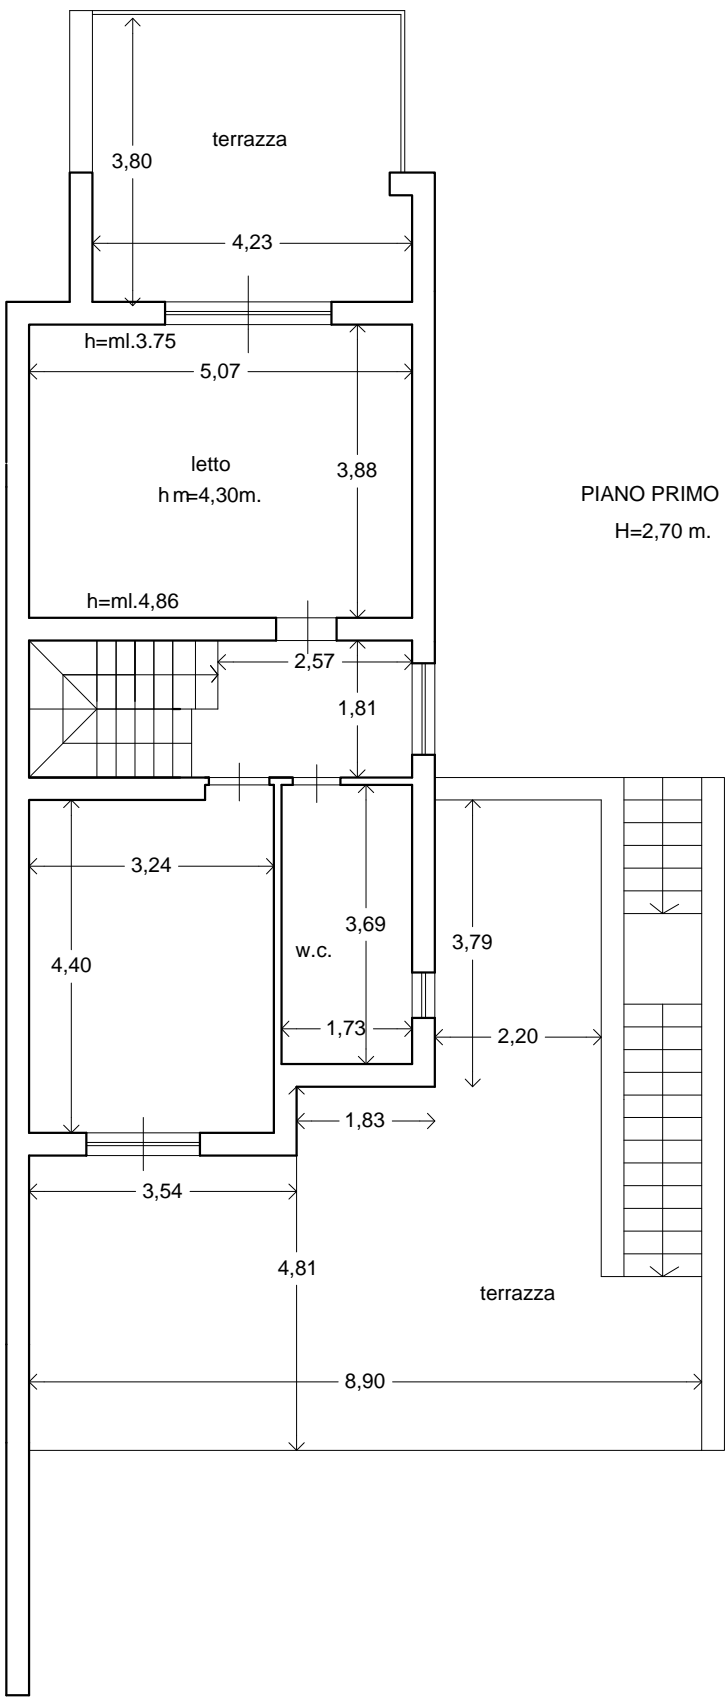 terrazza
3,80
4,23
h=ml.3.75
5,07
letto
3,88
hm=4,30m.
PIANO PRIMO
H=2,70 m.
h=ml.4,86
2,57
1,81
3,24
3,69
3,79
w.c.
4,40
1,73
2,20
1,83
3,54
4,81
terrazza
8,90